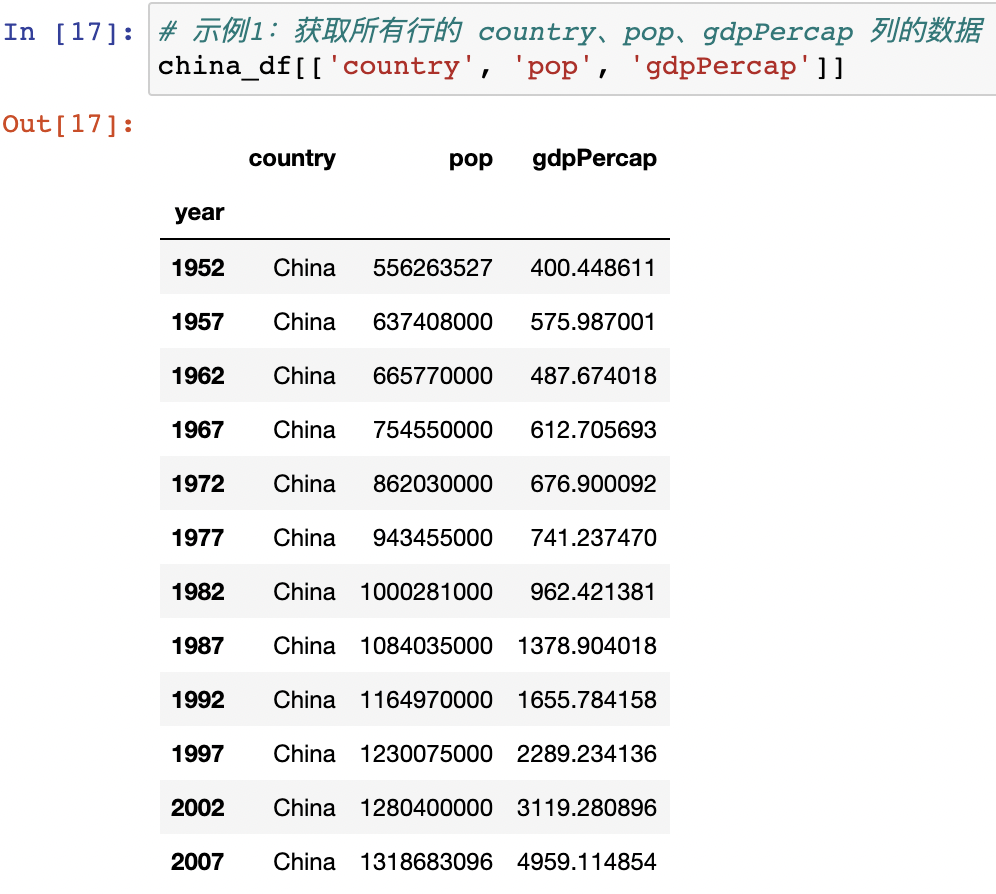 In [17]: # 示例1：获取所有行的 country、pop、gdpPercap 列的数据
china_df[['country', 'pop', 'gdpPercap']]
Out[17]:
country pop gdpPercap
year
1952 China 556263527 400.448611
1957 China 637408000 575.987001
1962 China 665770000 487.674018
1967 China 754550000 612.705693
1972 China 862030000 676.900092
1977 China 943455000 741.237470
1982 China 1000281000 962.421381
1987 China 1084035000 1378.904018
1992 China 1164970000 1655.784158
1997 China 1230075000 2289.234136
2002 China 1280400000 3119.280896
2007 China 1318683096 4959.114854